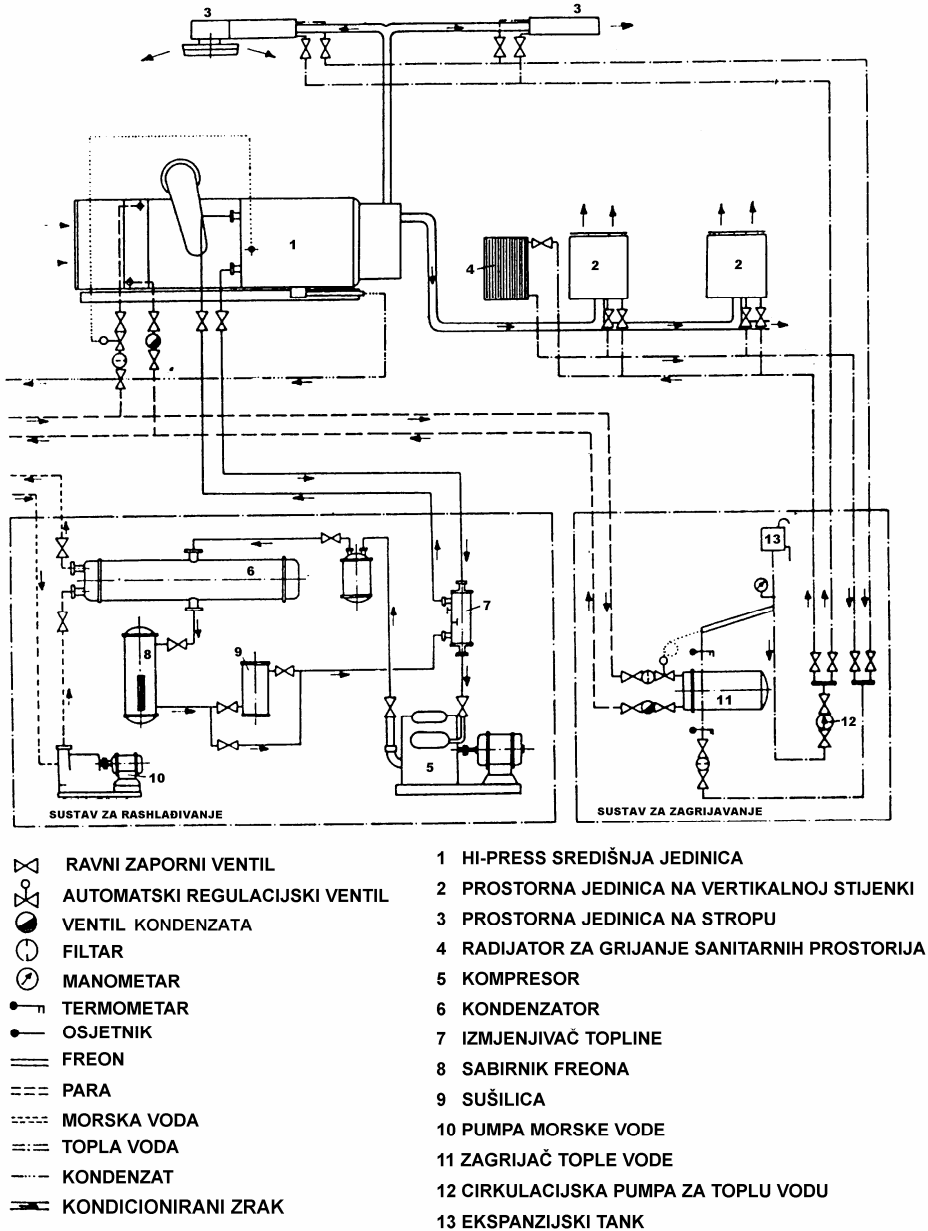 3
3
1
4
2
2
6
7
8
9
5
10
13
11
12
SUSTAV ZA RASHLAĐIVANJE
SUSTAV ZA ZAGRIJAVANJE
RAVNI ZAPORNI VENTIL
AUTOMATSKI REGULACIJSKI VENTIL
VENTIL KONDENZATA
FILTAR
MANOMETAR
TERMOMETAR
OSJETNIK
FREON
PARA
MORSKA VODA
TOPLA VODA
KONDENZAT
KONDICIONIRANI ZRAK
1 HI-PRESS SREDIŠNJA JEDINICA
2 PROSTORNA JEDINICA NA VERTIKALNOJ STIJENKI
3 PROSTORNA JEDINICA NA STROPU
4 RADIJATOR ZA GRIJANJE SANITARNIH PROSTORIJA
5 KOMPRESOR
6 KONDENZATOR
7 IZMJENJIVAČ TOPLINE
8 SABIRNIK FREONA
9 SUŠILICA
10 PUMPA MORSKE VODE
11 ZAGRIJAČ TOPLE VODE
12 CIRKULACIJSKA PUMPA ZA TOPLU VODU
13 EKSPANZIJSKI TANK